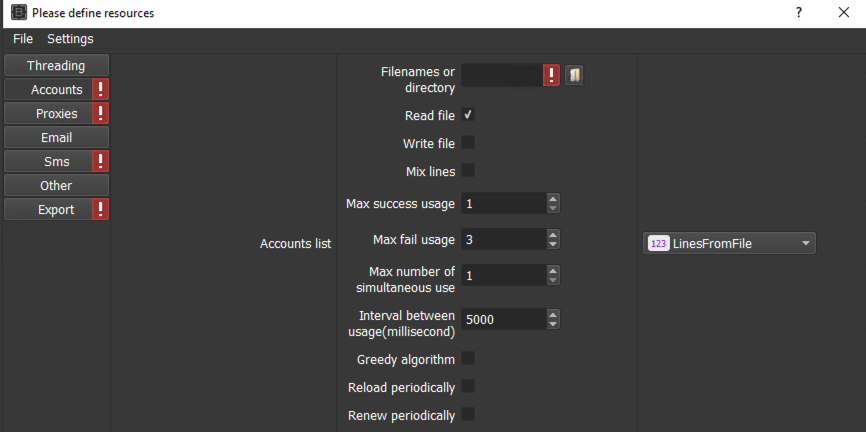 Please define resources
?
File Settings
Threading
Accounts !
Proxies !
Email
Sms !
Other
Export !
Accounts list
Filenames or
directory
!
Read file
Write file
Mix lines
Max success usage 1
Max fail usage 3
Max number of
simultaneous use 1
Interval between
usage(millisecond) 5000
Greedy algorithm
Reload periodically
Renew periodically
123 LinesFromFile